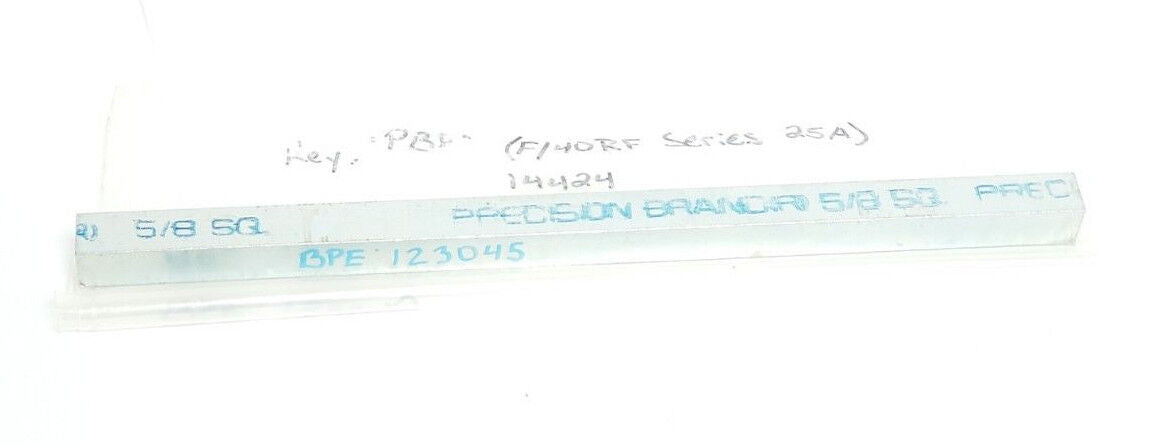 Key. "PBE" (F/40RF Series 25A)
14424
R) 5/8 SQ. PRECISION BRAND(R) 5/8 SQ. PREC
BPE 123045